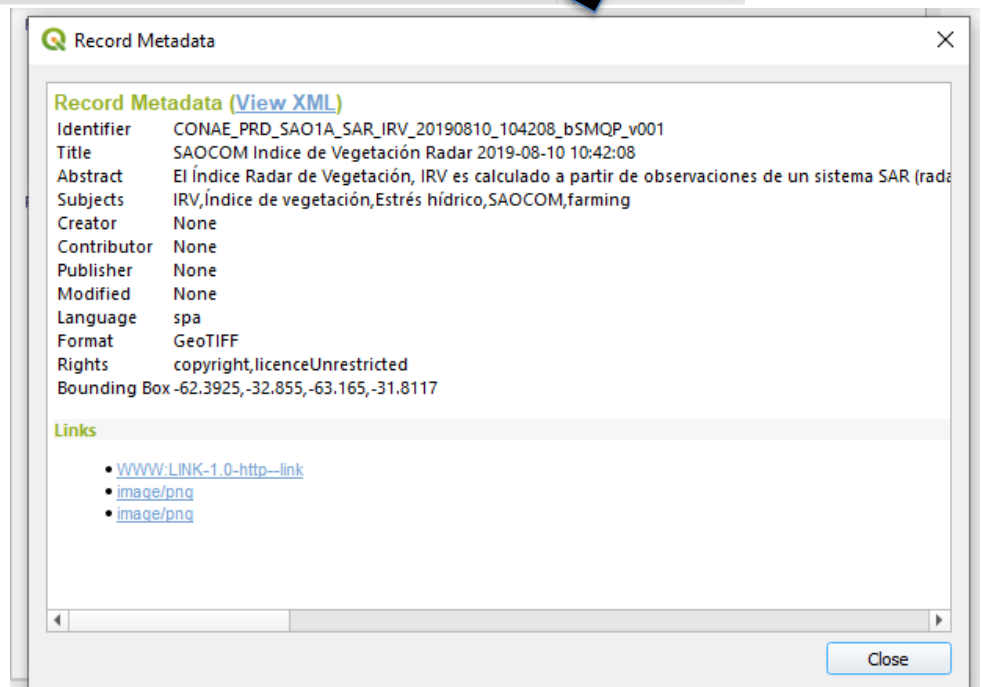 Record Metadata
Record Metadata (View XML)
Identifier CONAE_PRD_SAO1A_SAR_IRV_20190810_104208_bSMQP_v001
Title SAOCOM Indice de Vegetación Radar 2019-08-10 10:42:08
Abstract El Índice Radar de Vegetación, IRV es calculado a partir de observaciones de un sistema SAR (rada
Subjects IRV,Índice de vegetación,Estrés hídrico,SAOCOM,farming
Creator None
Contributor None
Publisher None
Modified None
Language spa
Format GeoTIFF
Rights copyright,licenceUnrestricted
Bounding Box -62.3925,-32.855,-63.165,-31.8117
Links
WWW:LINK-1.0-http--link
image/png
image/png
Close